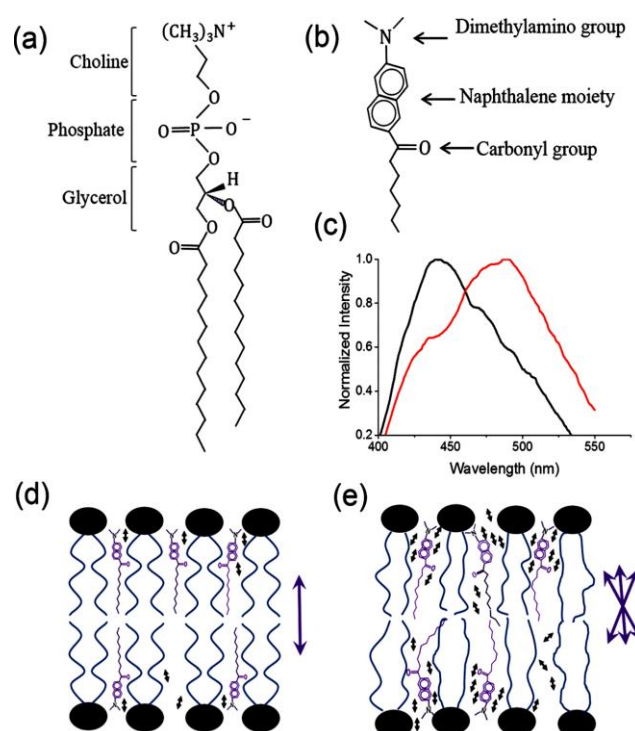 (a)
(CH₃)₃N⁺
Choline
O
Phosphate
O=P-O⁻
O
Glycerol
H
O
O
O
O
(b)
N
Dimethylamino group
Naphthalene moiety
O
Carbonyl group
(c)
Normalized Intensity
1.0
0.8
0.6
0.4
0.2
400 450 500 550
Wavelength (nm)
(d)
(e)